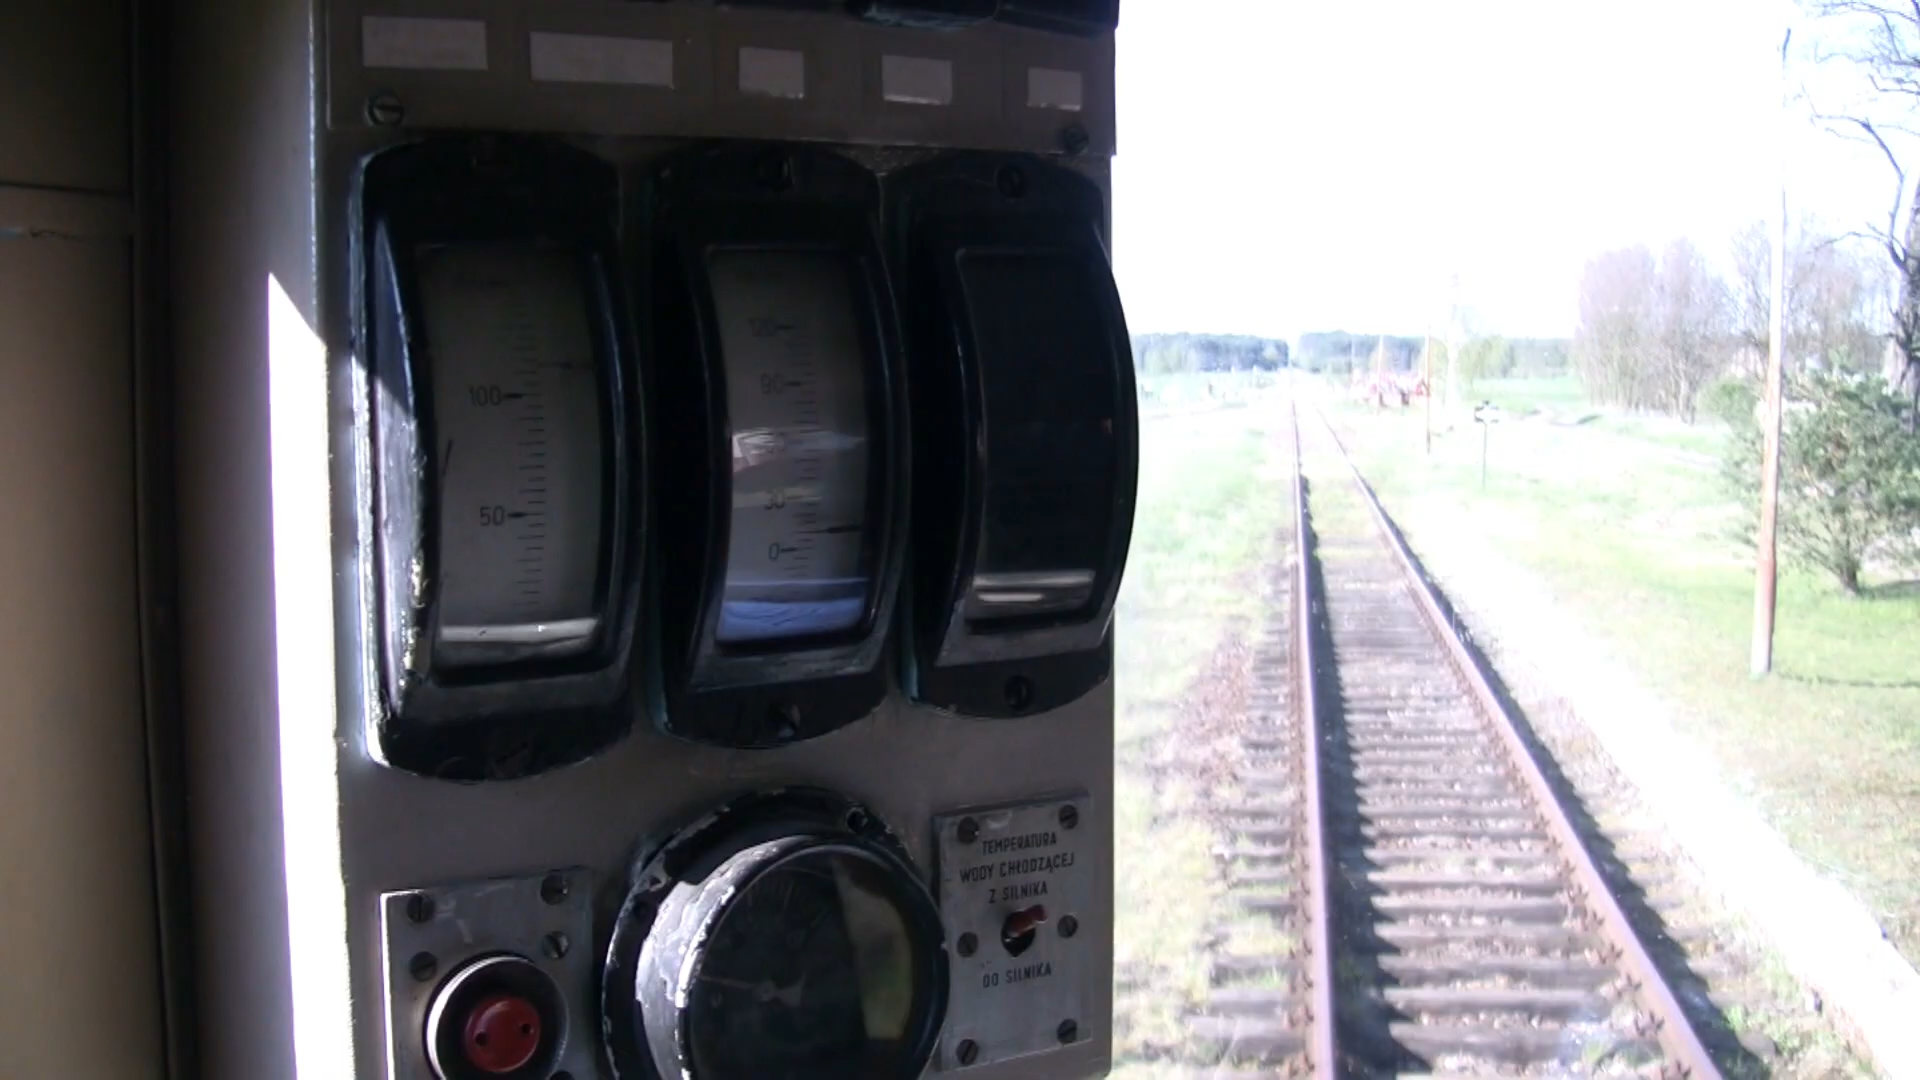 100
50
120
90
30
0
TEMPERATURA
WODY CHŁODZĄCEJ
Z SILNIKA
DO SILNIKA